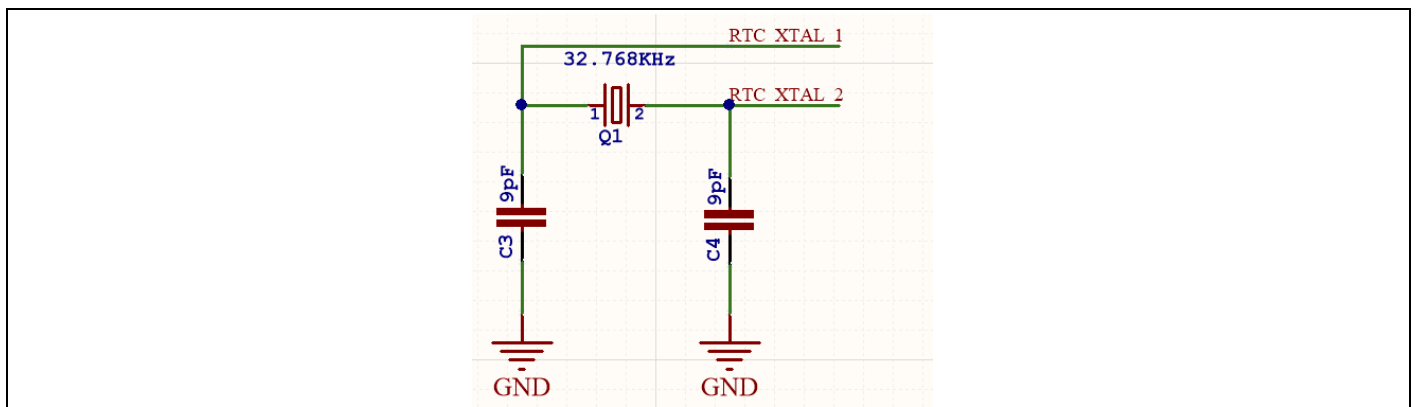 RTC XTAL 1
32.768KHz
RTC XTAL 2
1
2
Q1
9pF
9pF
C3
C4
GND
GND